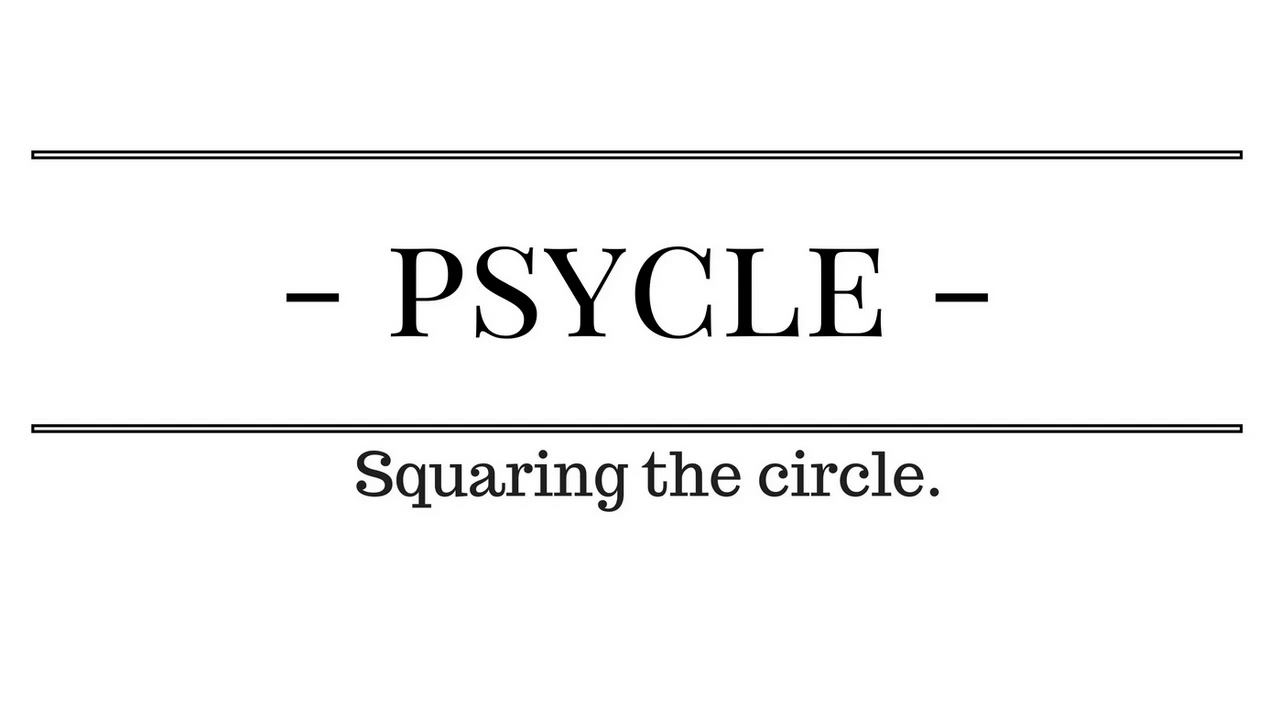 – PSYCLE –
Squaring the circle.